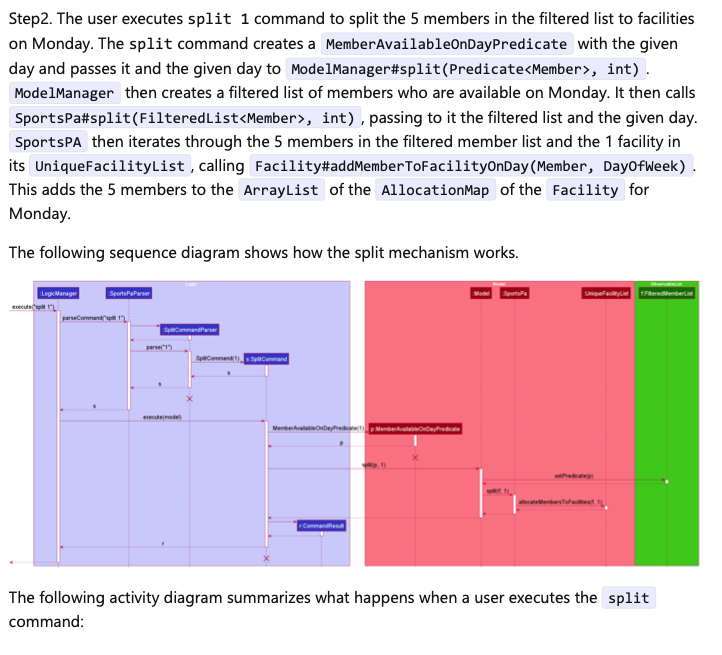 Step2. The user executes split 1 command to split the 5 members in the filtered list to facilities
on Monday. The split command creates a MemberAvailableOnDayPredicate with the given
day and passes it and the given day to ModelManager#split(Predicate<Member>, int).
ModelManager then creates a filtered list of members who are available on Monday. It then calls
SportsPa#split(FilteredList<Member>, int), passing to it the filtered list and the given day.
SportsPA then iterates through the 5 members in the filtered member list and the 1 facility in
its UniqueFacilityList, calling Facility#addMemberToFacilityOnDay(Member, DayOfWeek).
This adds the 5 members to the ArrayList of the AllocationMap of the Facility for
Monday.
The following sequence diagram shows how the split mechanism works.
Logic
Model
ObservableList
:LogicManager
:SportsPaParser
:Model
:SportsPa
:UniqueFacilityList
f:FilteredMemberList
execute("split 1")
parseCommand("split 1")
:SplitCommandParser
parse("1")
SplitCommand(1)
s:SplitCommand
s
s
s
execute(model)
MemberAvailableOnDayPredicate(1)
p:MemberAvailableOnDayPredicate
p
split(p, 1)
setPredicate(p)
split(f, 1)
allocateMembersToFacilities(f, 1)
r:CommandResult
r
The following activity diagram summarizes what happens when a user executes the split
command: